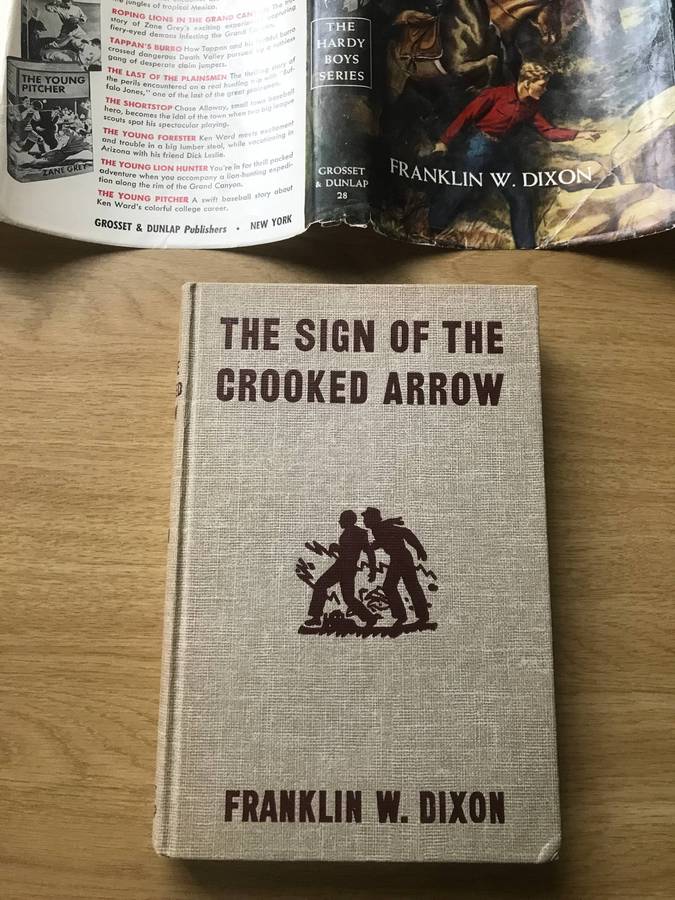 the jungles of tropical Mexico.
ROPING LIONS IN THE GRAND The true
story of Zane Grey's exciting capturing
fiery-eyed demons infesting the Grand
TAPPAN'S BURRO How Tappan and his burro
crossed dangerous Death Valley pursued by a ruthless
gang of desperate claim jumpers.
THE LAST OF THE PLAINSMEN The thrilling story of
the perils encountered on a real hunting trip with "Buf-
falo Jones," one of the last of the great plainsmen.
THE SHORTSTOP Chase Alloway, small town baseball
hero, becomes the idol of the town when two big league
scouts spot his spectacular playing.
THE YOUNG FORESTER Ken Ward meets excitement
and trouble in a big lumber steal, while vacationing in
Arizona with his friend Dick Leslie.
THE YOUNG LION HUNTER You're in for thrill packed
adventure when you accompany a lion-hunting expedi-
tion along the rim of the Grand Canyon.
THE YOUNG PITCHER A swift baseball story about
Ken Ward's colorful college career.
GROSSET & DUNLAP Publishers • NEW YORK
THE YOUNG
PITCHER
ZANE GREY
THE
HARDY
BOYS
SERIES
GROSSET
& DUNLAP
28
FRANKLIN W. DIXON
THE SIGN OF THE
CROOKED ARROW
FRANKLIN W. DIXON